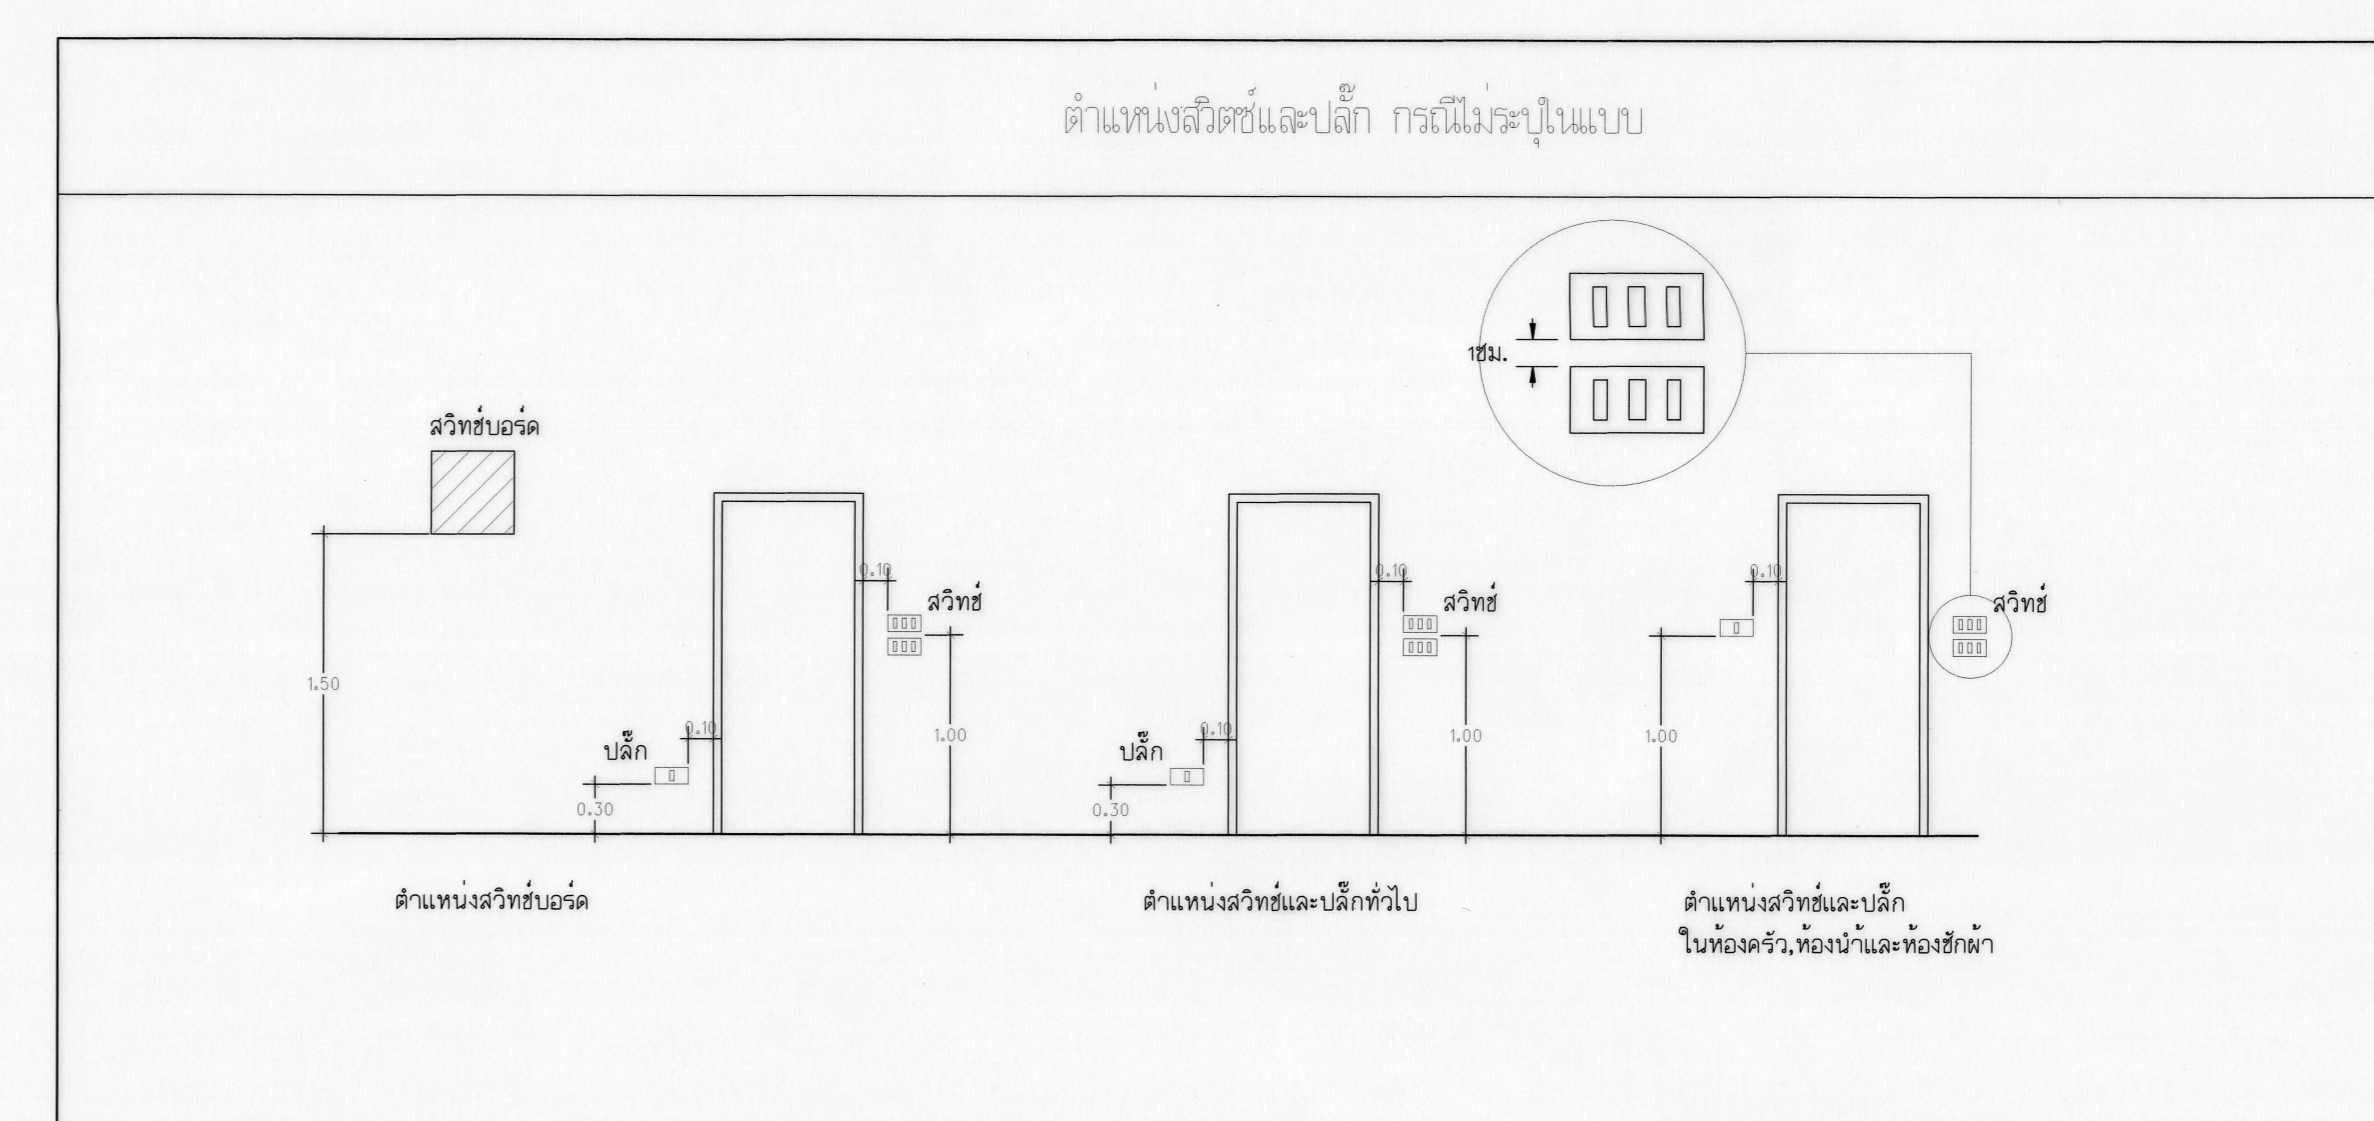 ตำแหน่งสวิตซ์และปลั๊ก กรณีไม่ระบุในแบบ
1ซม.
สวิทช์บอร์ด
0.10
สวิทช์
0.10
สวิทช์
0.10
สวิทช์
1.50
ปลั๊ก
0.10
1.00
ปลั๊ก
0.10
1.00
1.00
0.30
0.30
ตำแหน่งสวิทช์บอร์ด
ตำแหน่งสวิทช์และปลั๊กทั่วไป
ตำแหน่งสวิทช์และปลั๊ก
ในห้องครัว,ห้องน้ำและห้องซักผ้า